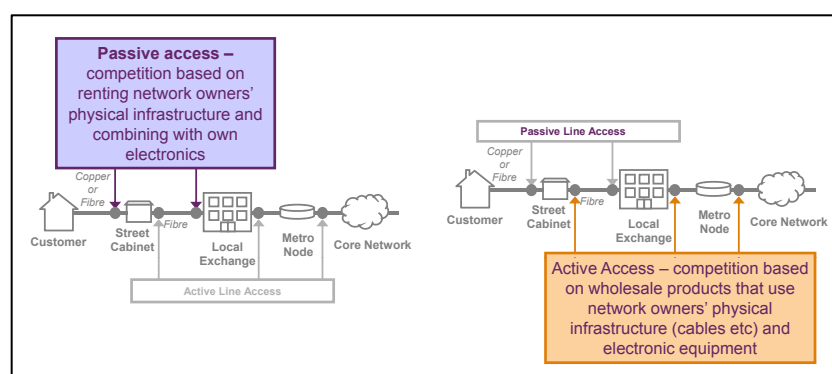 Passive access –
competition based on
renting network owners'
physical infrastructure and
combining with own
electronics
Copper
or
Fibre
Fibre
Customer
Street
Cabinet
Local
Exchange
Metro
Node
Core Network
Active Line Access
Passive Line Access
Copper
or
Fibre
Fibre
Customer
Street
Cabinet
Local
Exchange
Metro
Node
Core Network
Active Access – competition based
on wholesale products that use
network owners' physical
infrastructure (cables etc) and
electronic equipment